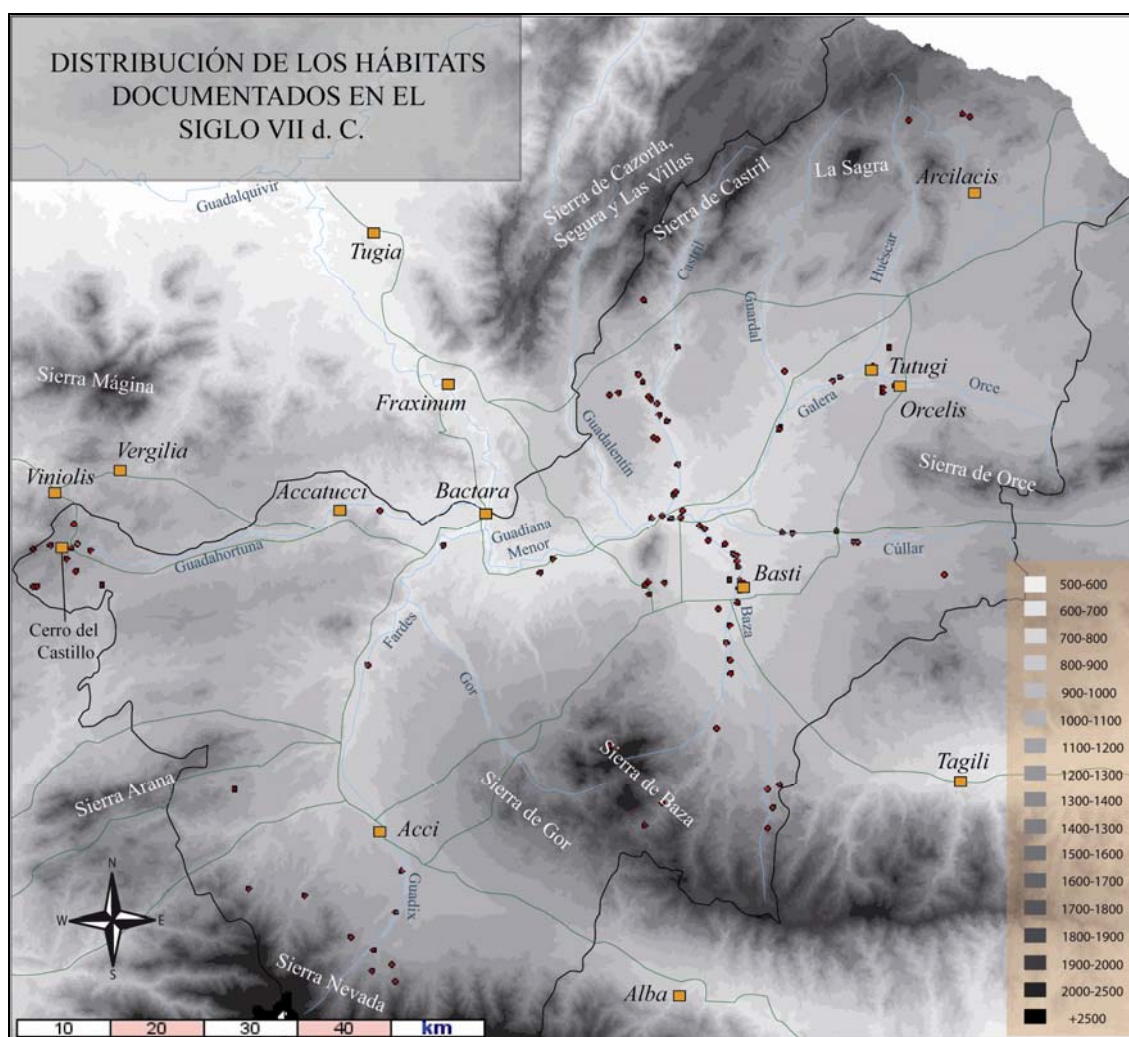 DISTRIBUCIÓN DE LOS HÁBITATS
DOCUMENTADOS EN EL
SIGLO VII d. C.
Guadalquivir
Tugia
Sierra de Cazorla,
Segura y Las Villas
Sierra de Castril
Castril
La Sagra
Arcilacis
Huéscar
Guardal
Sierra Mágina
Fraxinum
Tutugi
Galera
Orcelis
Orce
Guadalentín
Vergilia
Viniolis
Accatucci
Bactara
Sierra de Orce
Guadahortuna
Guadiana
Menor
Cúllar
Basti
Baza
Cerro del
Castillo
Fardes
Gor
Sierra de Baza
Sierra de Gor
Tagili
Sierra Arana
Acci
Guadix
Sierra Nevada
Alba
N
W
E
S
10
20
30
40
km
500-600
600-700
700-800
800-900
900-1000
1000-1100
1100-1200
1200-1300
1300-1400
1400-1300
1500-1600
1600-1700
1700-1800
1800-1900
1900-2000
2000-2500
+2500